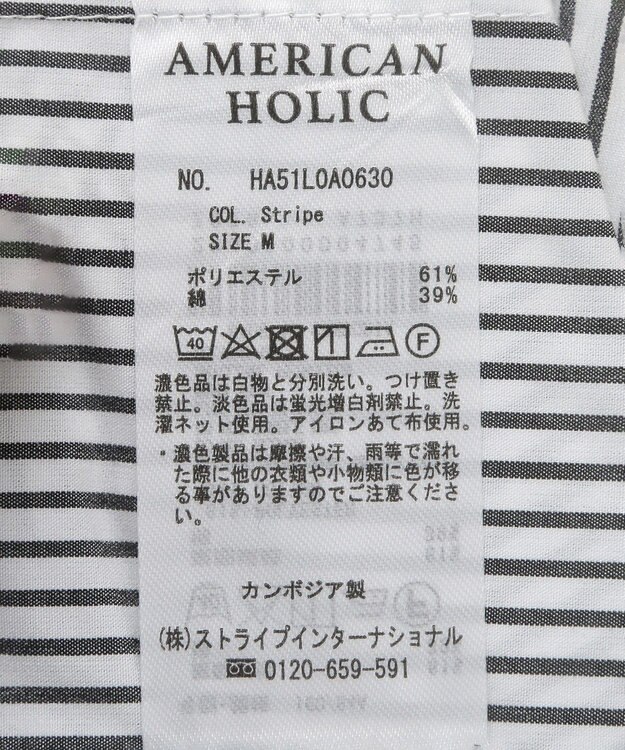 AMERICAN
HOLIC
NO. HA51L0A0630
COL. Stripe
SIZE M
ポリエステル 61%
綿 39%
40
F
濃色品は白物と分別洗い。つけ置き
禁止。淡色品は蛍光増白剤禁止。洗
濯ネット使用。アイロンあて布使用。
・濃色製品は摩擦や汗、雨等で濡れ
た際に他の衣類や小物類に色が移
る事がありますのでご注意くださ
い。
カンボジア製
(株)ストライプインターナショナル
0120-659-591